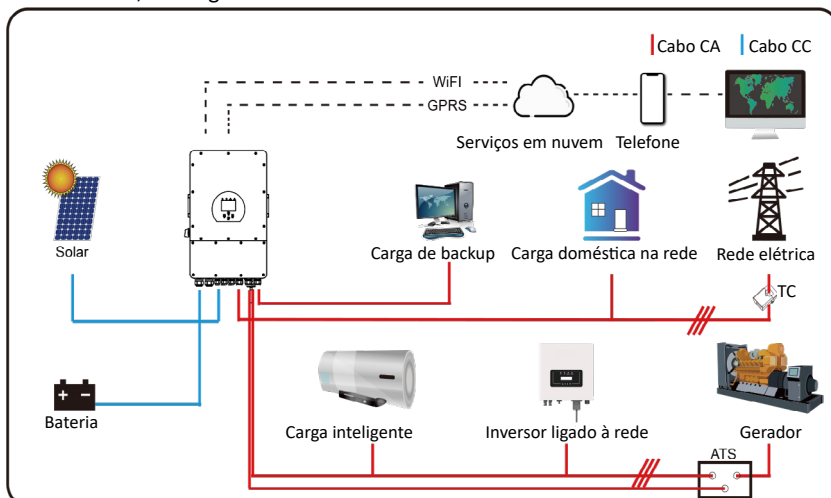 Cabo CA
Cabo CC
WiFI
GPRS
Serviços em nuvem
Telefone
Solar
Carga de backup
Carga doméstica na rede
Rede elétrica
TC
Bateria
Carga inteligente
Inversor ligado à rede
Gerador
ATS